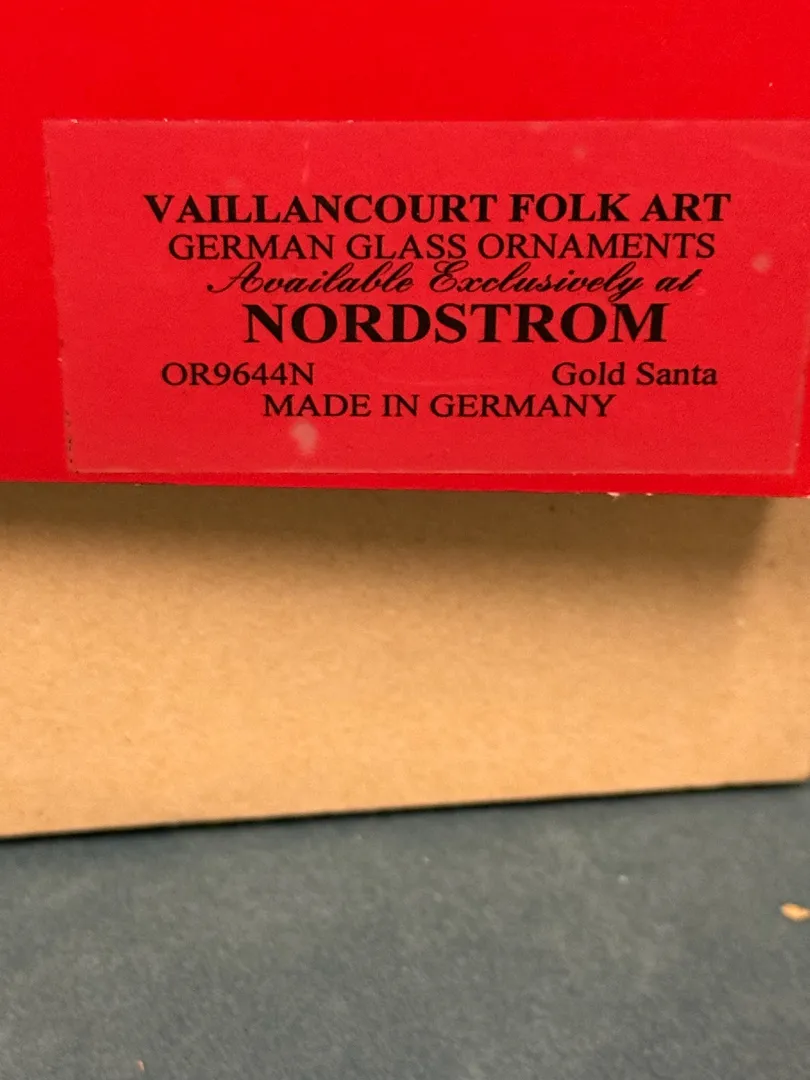 VAILLANCOURT FOLK ART
GERMAN GLASS ORNAMENTS
Available Exclusively at
NORDSTROM
OR9644N Gold Santa
MADE IN GERMANY